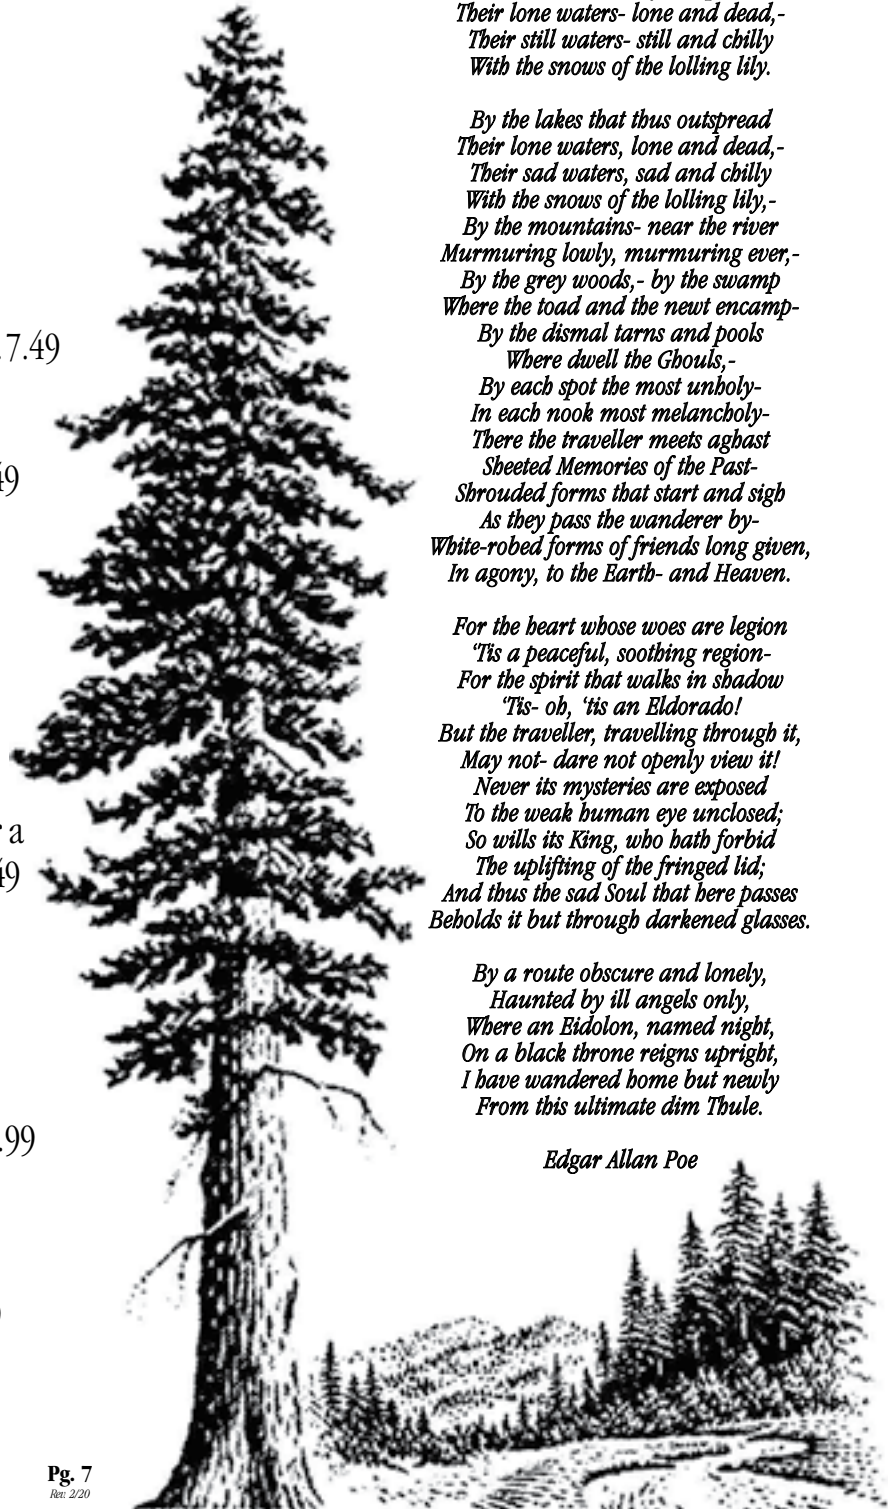 Their lone waters- lone and dead,-
Their still waters- still and chilly
With the snows of the lolling lily.
By the lakes that thus outspread
Their lone waters, lone and dead,-
Their sad waters, sad and chilly
With the snows of the lolling lily,-
By the mountains- near the river
Murmuring lowly, murmuring ever,-
By the grey woods,- by the swamp
Where the toad and the newt encamp-
By the dismal tarns and pools
Where dwell the Ghouls,-
By each spot the most unholy-
In each nook most melancholy-
There the traveller meets aghast
Sheeted Memories of the Past-
Shrouded forms that start and sigh
As they pass the wanderer by-
White-robed forms of friends long given,
In agony, to the Earth- and Heaven.
For the heart whose woes are legion
‘Tis a peaceful, soothing region-
For the spirit that walks in shadow
‘Tis- oh, ‘tis an Eldorado!
But the traveller, travelling through it,
May not- dare not openly view it!
Never its mysteries are exposed
To the weak human eye unclosed;
So wills its King, who hath forbid
The uplifting of the fringed lid;
And thus the sad Soul that here passes
Beholds it but through darkened glasses.
By a route obscure and lonely,
Haunted by ill angels only,
Where an Eidolon, named night,
On a black throne reigns upright,
I have wandered home but newly
From this ultimate dim Thule.
Edgar Allan Poe
.7.49
49
r a
49
.99
Pg. 7
Rev. 2/20